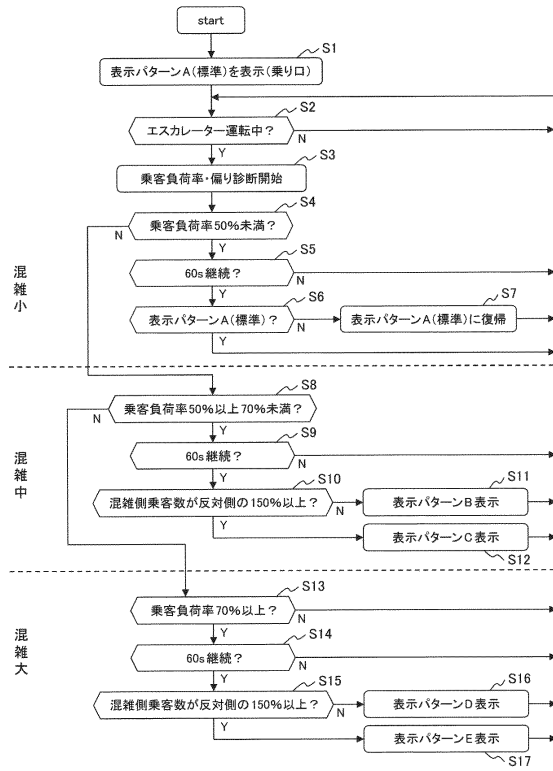 start
S1
表示パターンA(標準)を表示(乗り口)
S2
エスカレーター運転中?
N
Y
S3
乗客負荷率・偏り診断開始
S4
乗客負荷率50%未満?
N
Y
S5
60s継続?
N
Y
S6
表示パターンA(標準)?
N
Y
S7
表示パターンA(標準)に復帰
混雑小
S8
乗客負荷率50%以上70%未満?
N
Y
S9
60s継続?
N
Y
S10
混雑側乗客数が反対側の150%以上?
N
Y
S11
表示パターンB表示
表示パターンC表示
S12
混雑中
S13
乗客負荷率70%以上?
N
Y
S14
60s継続?
N
Y
S15
混雑側乗客数が反対側の150%以上?
N
Y
S16
表示パターンD表示
表示パターンE表示
S17
混雑大